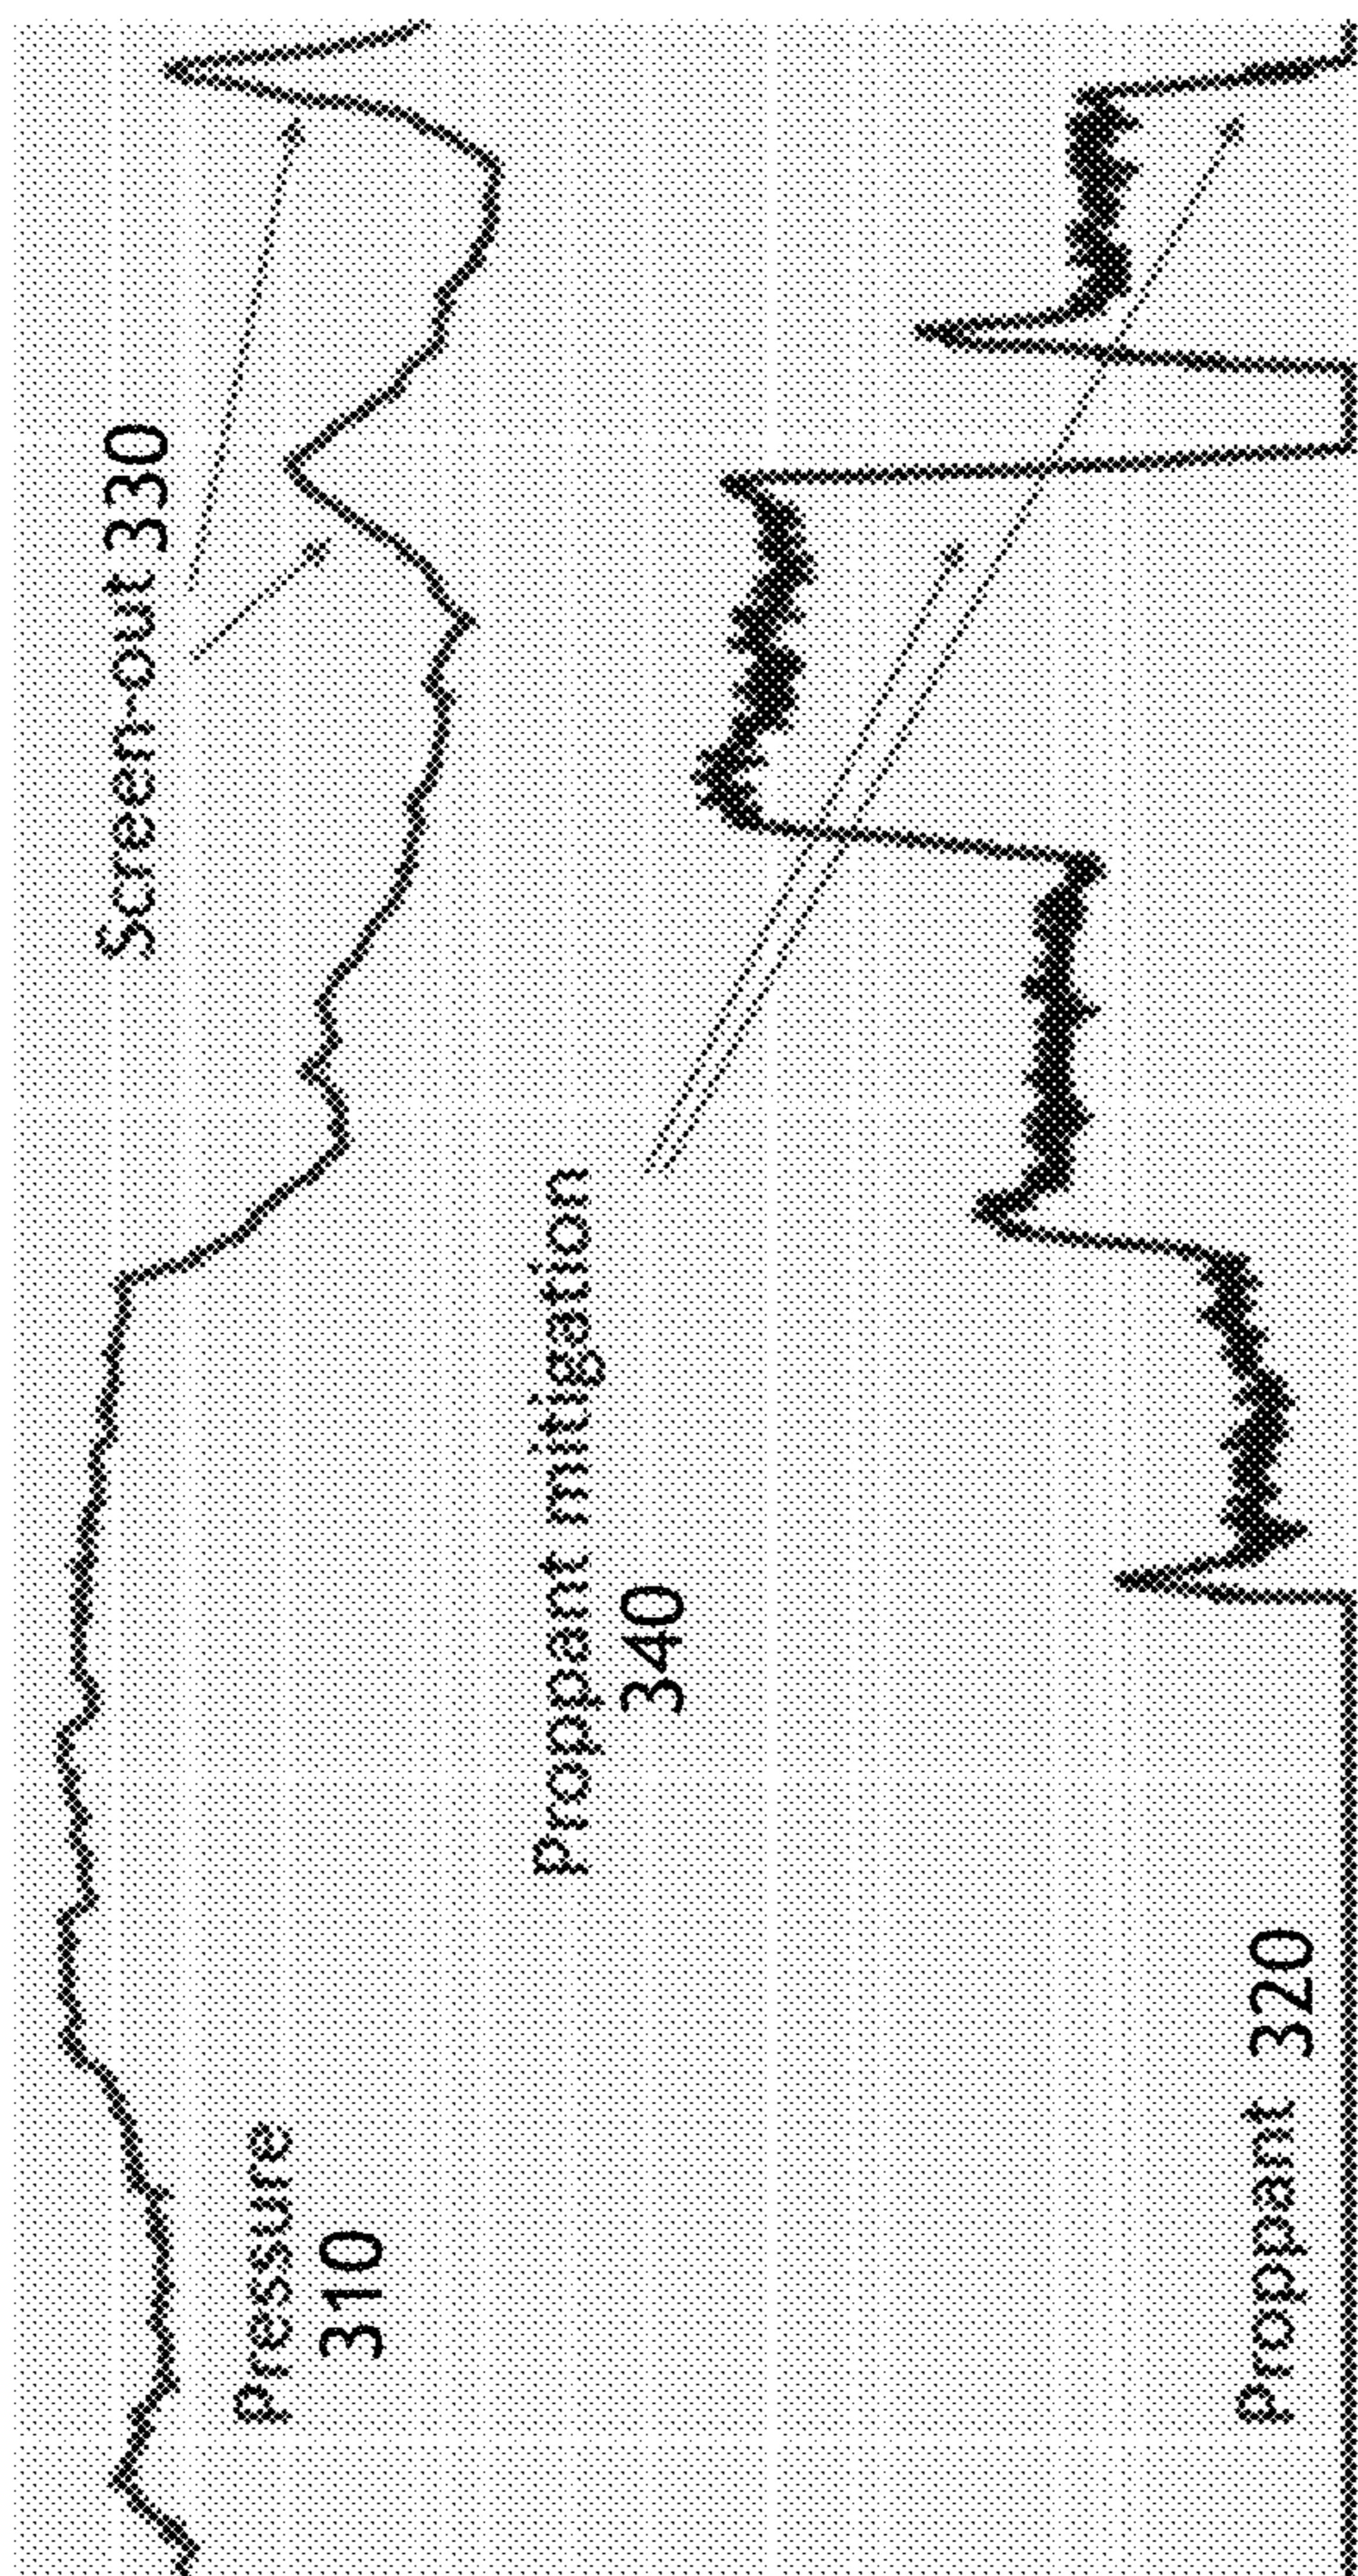 Screen-out 330
Pressure
310
Proppant mitigation
340
Proppant 320